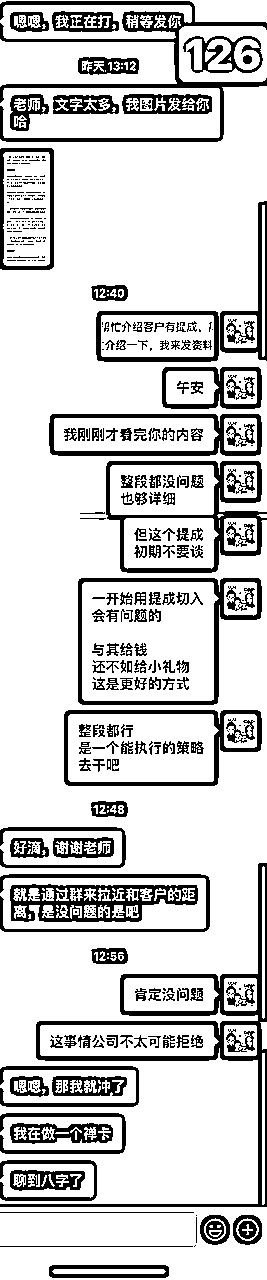 嗯嗯，我正在打，稍等发你
126
昨天 13:12
老师，文字太多，我图片发给你
哈
12:40
帮忙介绍客户有提成，
介绍一下，我来发资料
午安
我刚刚才看完你的内容
整段都没问题
也够详细
但这个提成
初期不要谈
一开始用提成切入
会有问题的
与其给钱
还不如给小礼物
这是更好的方式
整段都行
是一个能执行的策略
去干吧
12:48
好滴，谢谢老师
就是通过群来拉近和客户的距
离，是没问题的是吧
12:56
肯定没问题
这事情公司不太可能拒绝
嗯嗯，那我就冲了
我在做一个禅卡
聊到八字了